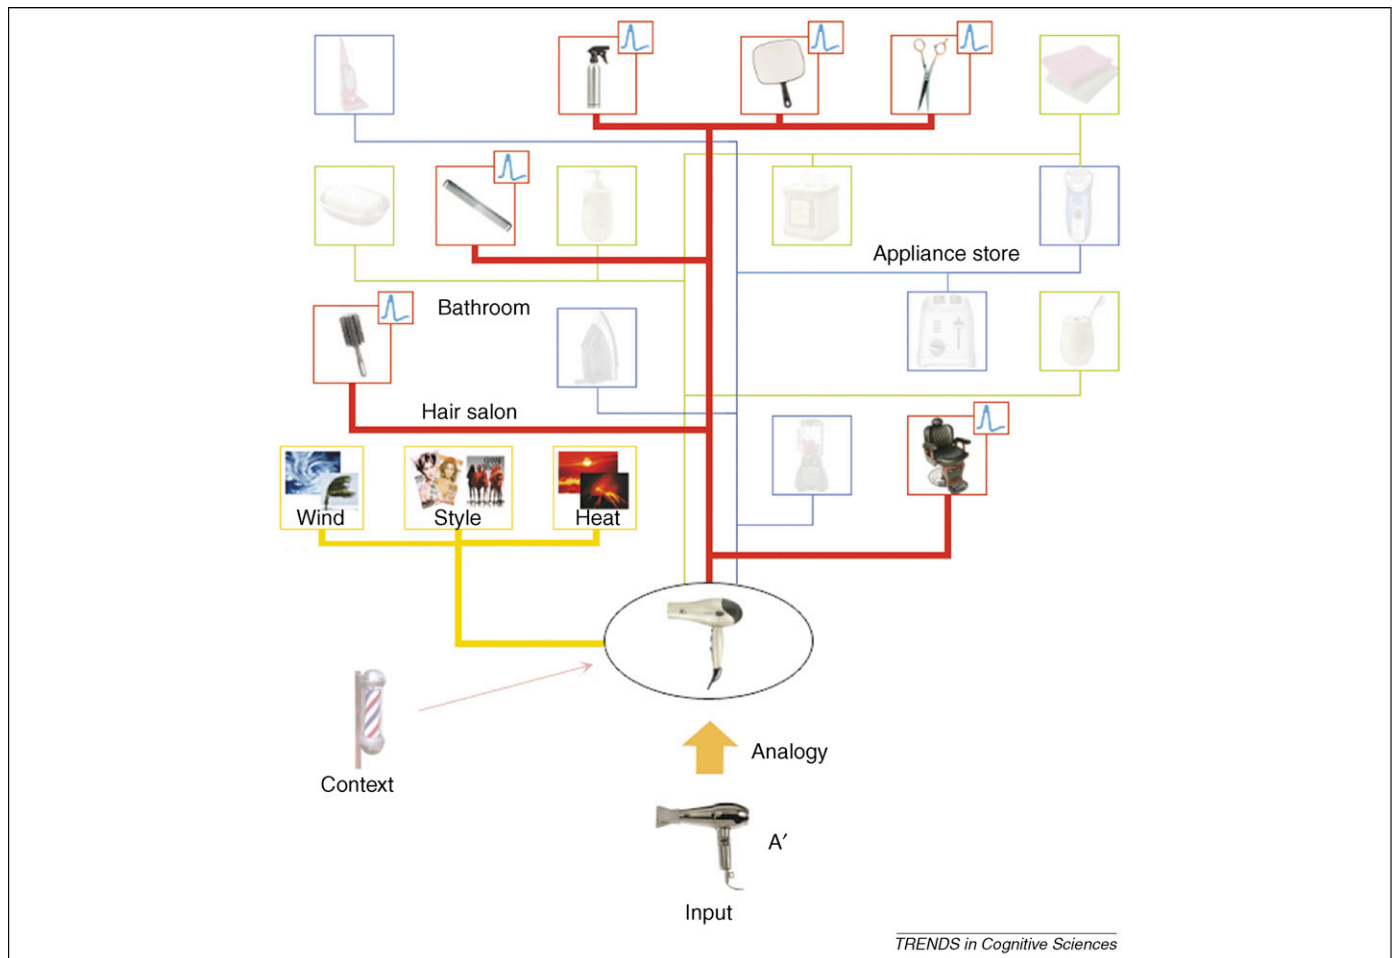 Appliance store
Bathroom
Hair salon
Wind
Style
Heat
Analogy
Context
A′
Input
TRENDS in Cognitive Sciences